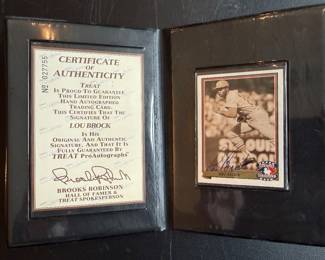 CERTIFICATE
OF
AUTHENTICITY
TREAT
IS PROUD TO GUARANTEE
THIS LIMITED EDITION
HAND AUTOGRAPHED
TRADING CARD.
THIS CERTIFIES THAT THE
SIGNATURE OF
LOU BROCK
IS HIS
ORIGINAL AND AUTHENTIC
SIGNATURE. AND THAT IT IS
FULLY GUARANTEED BY
TREAT PROAUTOGRAPHS
BROOKS ROBINSON
HALL OF FAMER &
TREAT SPOKESPERSON
№ 027755